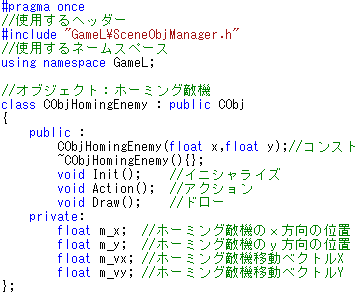 #pragma once
//使用するヘッダー
#include "GameL¥SceneObjManager.h"
//使用するネームスペース
using namespace GameL;

//オブジェクト：ホーミング敵機
class CObjHomingEnemy : public CObj
{
    public :
        CObjHomingEnemy(float x,float y);//コンスト
        ~CObjHomingEnemy(){};
        void Init();    //イニシャライズ
        void Action();  //アクション
        void Draw();    //ドロー
    private:
        float m_x;  //ホーミング敵機のｘ方向の位置
        float m_y;  //ホーミング敵機のｙ方向の位置
        float m_vx; //ホーミング敵機移動ベクトルX
        float m_vy; //ホーミング敵機移動ベクトルY
};